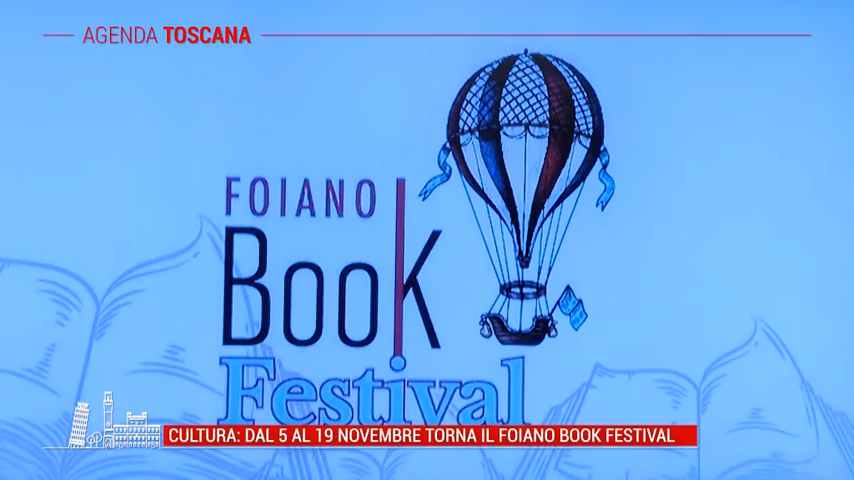 AGENDA TOSCANA
FOIANO
Book
Festival
CULTURA: DAL 5 AL 19 NOVEMBRE TORNA IL FOIANO BOOK FESTIVAL